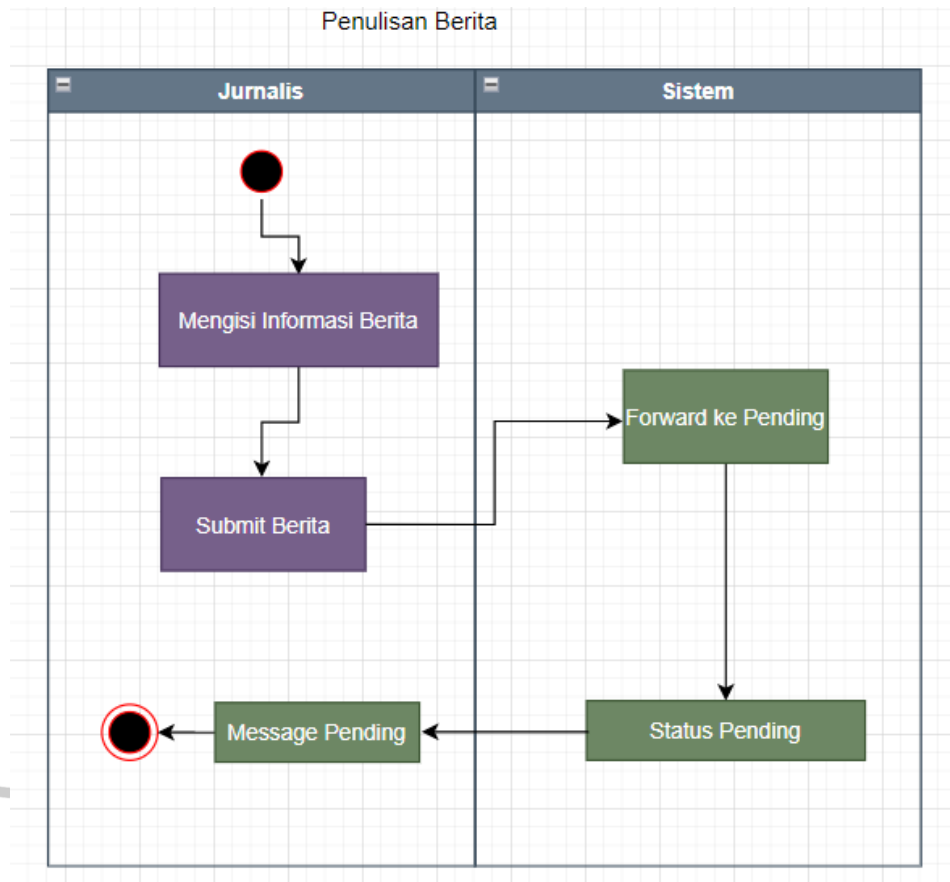 Penulisan Berita
Jurnalis
Sistem
Mengisi Informasi Berita
Forward ke Pending
Submit Berita
Message Pending
Status Pending